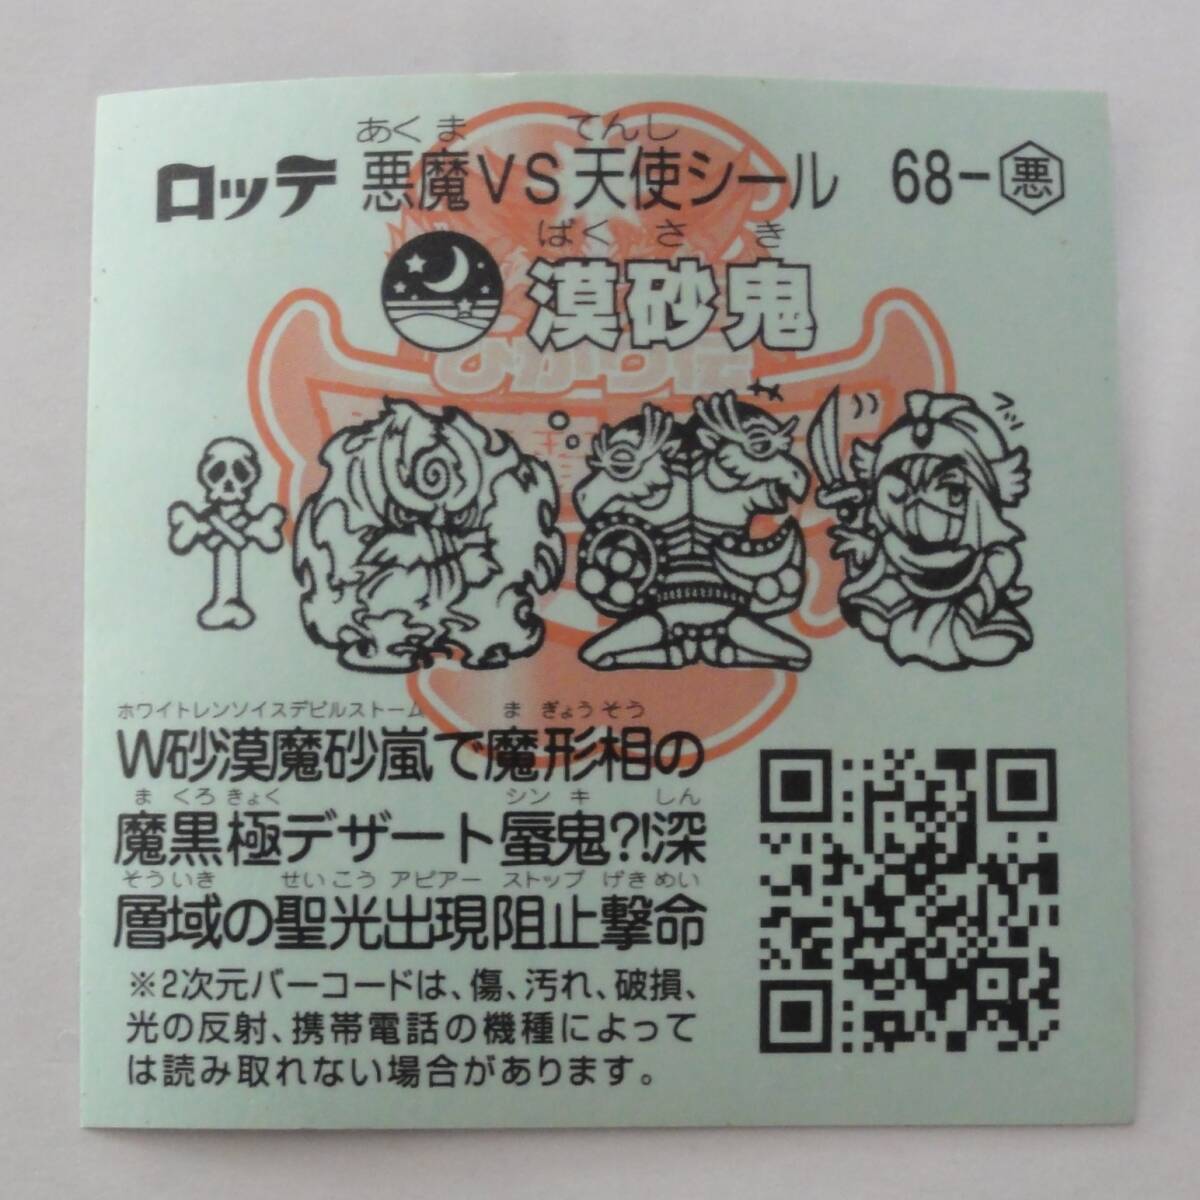 あくま てんし
ロッテ 悪魔VS天使シール 68-悪
ばくさき
漠砂鬼
ひかり伝
ホワイトレンソイスデビルストーム まぎょうそう
W砂漠魔砂嵐で魔形相の
まくろきょく シンキ しん
魔黒極デザート蜃鬼?!深
そういき せいこう アピアー ストップ げきめい
層域の聖光出現阻止撃命
※2次元バーコードは、傷、汚れ、破損、
光の反射、携帯電話の機種によって
は読み取れない場合があります。